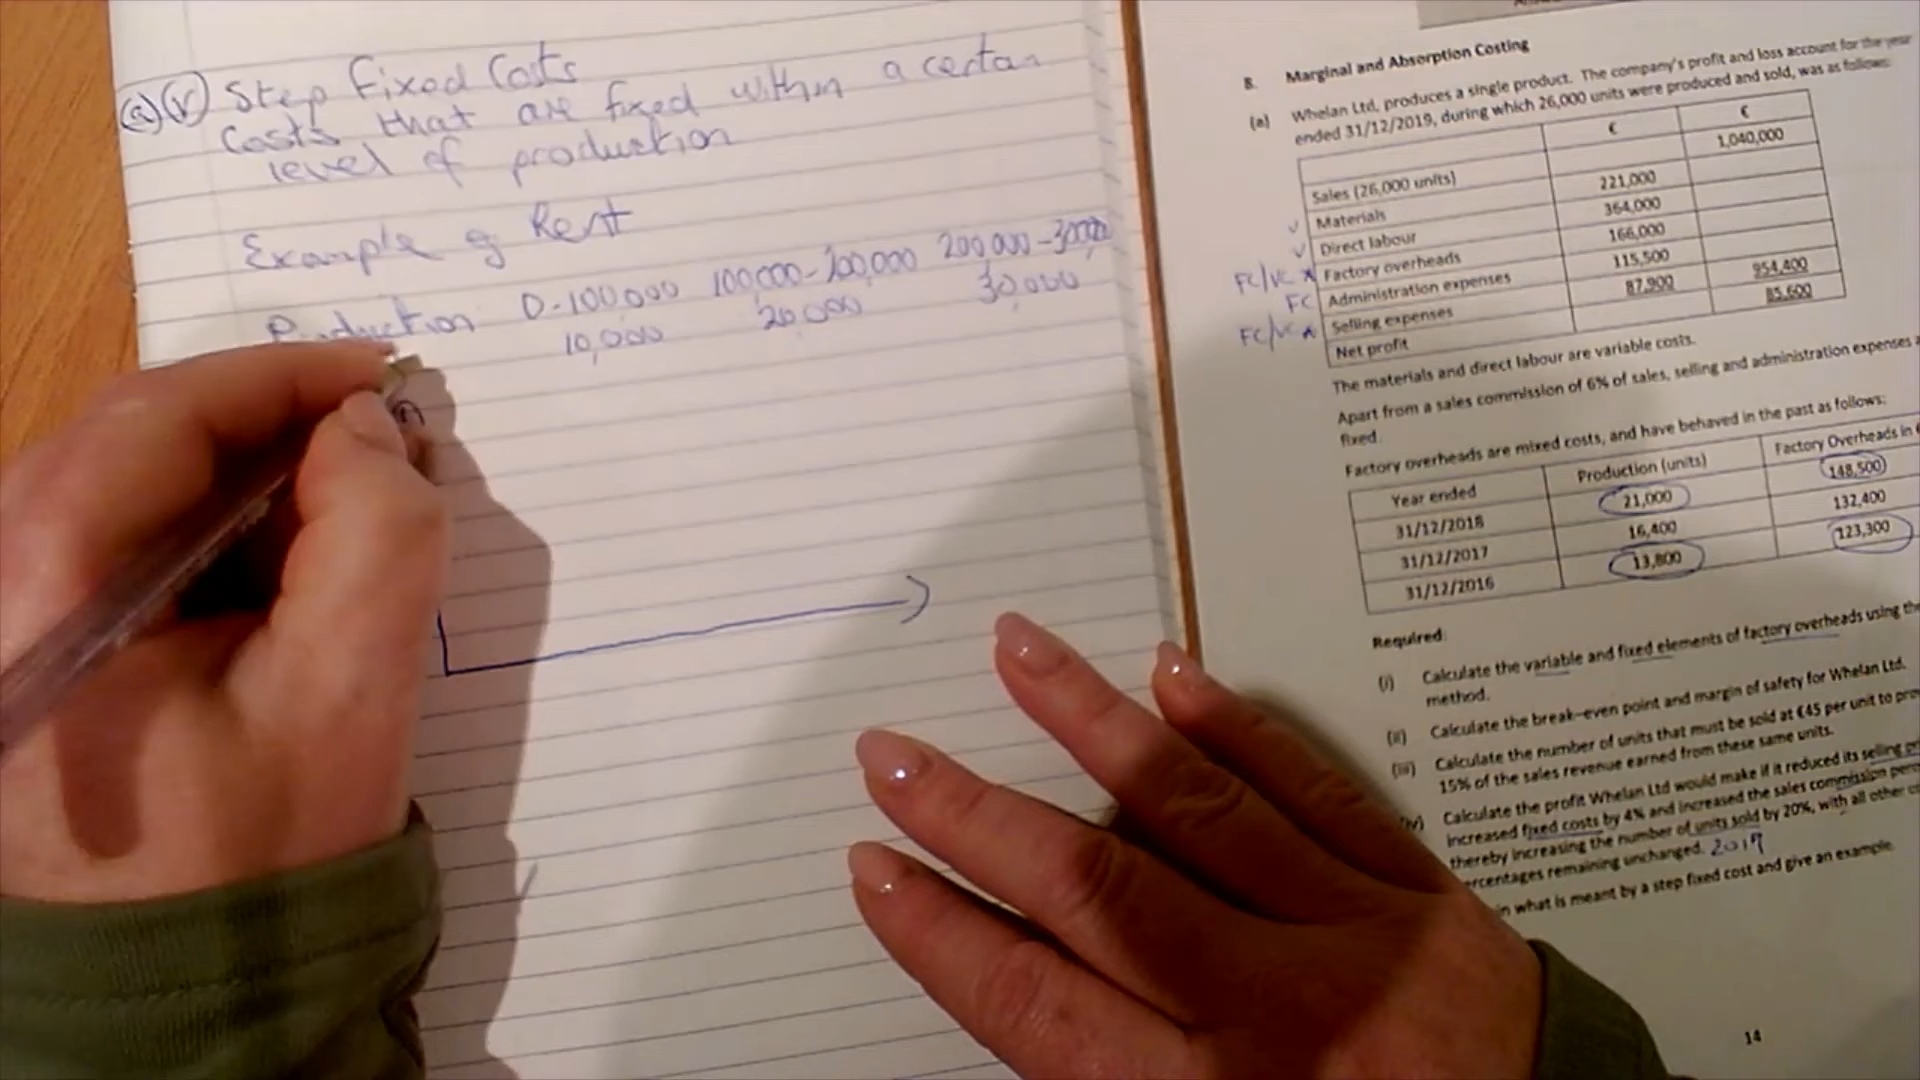 (a)(v) Step Fixed Costs
Costs that are fixed within a certain
level of production
Example of Rent
Production 0-100,000 100000-200,000 200000-300,000
10,000 20,000 30,000
8. Marginal and Absorption Costing
(a) Whelan Ltd, produces a single product. The company's profit and loss account for the year
ended 31/12/2019, during which 26,000 units were produced and sold, was as follows:
€ €
Sales (26,000 units) 1,040,000
Materials 221,000
Direct labour 364,000
FC/VC Factory overheads 166,000
FC Administration expenses 115,500
FC/VC Selling expenses 87,900 954,400
Net profit 85,600
The materials and direct labour are variable costs.
Apart from a sales commission of 6% of sales, selling and administration expenses
fixed.
Factory overheads are mixed costs, and have behaved in the past as follows:
Year ended Production (units) Factory Overheads in
31/12/2018 21,000 148,500
31/12/2017 16,400 132,400
31/12/2016 13,800 123,300
Required:
(i) Calculate the variable and fixed elements of factory overheads using the
method.
(ii) Calculate the break-even point and margin of safety for Whelan Ltd.
(iii) Calculate the number of units that must be sold at €45 per unit to
15% of the sales revenue earned from these same units.
(iv) Calculate the profit Whelan Ltd would make if it reduced its selling
increased fixed costs by 4% and increased the sales commission
thereby increasing the number of units sold by 20%, with all other
percentages remaining unchanged. 2019
what is meant by a step fixed cost and give an example.
14